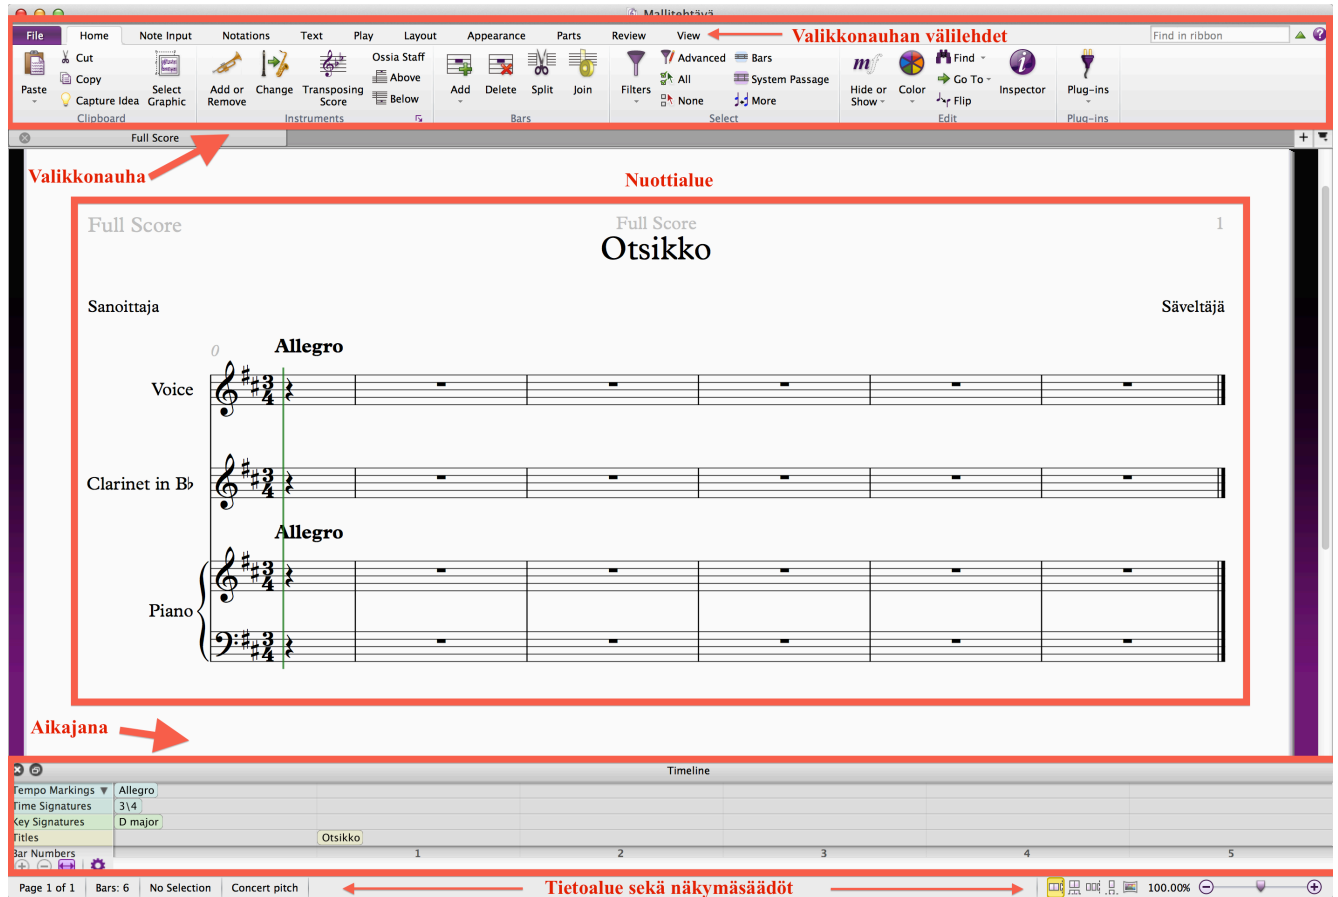 Mallitehtävä
File Home Note Input Notations Text Play Layout Appearance Parts Review View Valikkonauhan välilehdet Find in ribbon
Paste
Cut
Copy
Capture Idea
Select Graphic
Clipboard
Add or Remove
Change
Transposing Score
Ossia Staff
Above
Below
Instruments
Add
Delete
Split
Join
Bars
Filters
Advanced
All
None
Bars
System Passage
More
Select
Hide or Show
Color
Find
Go To
Flip
Inspector
Edit
Plug-ins
Plug-ins
Full Score
Valikkonauha
Nuottialue
Full Score Full Score 1
Otsikko
Sanoittaja Säveltäjä
0 Allegro
Voice
Clarinet in B♭
Allegro
Piano
Aikajana
Timeline
Tempo Markings Allegro
Time Signatures 3\4
Key Signatures D major
Titles Otsikko
Bar Numbers 1 2 3 4 5
Page 1 of 1 Bars: 6 No Selection Concert pitch Tietoalue sekä näkymäsäädöt 100.00%